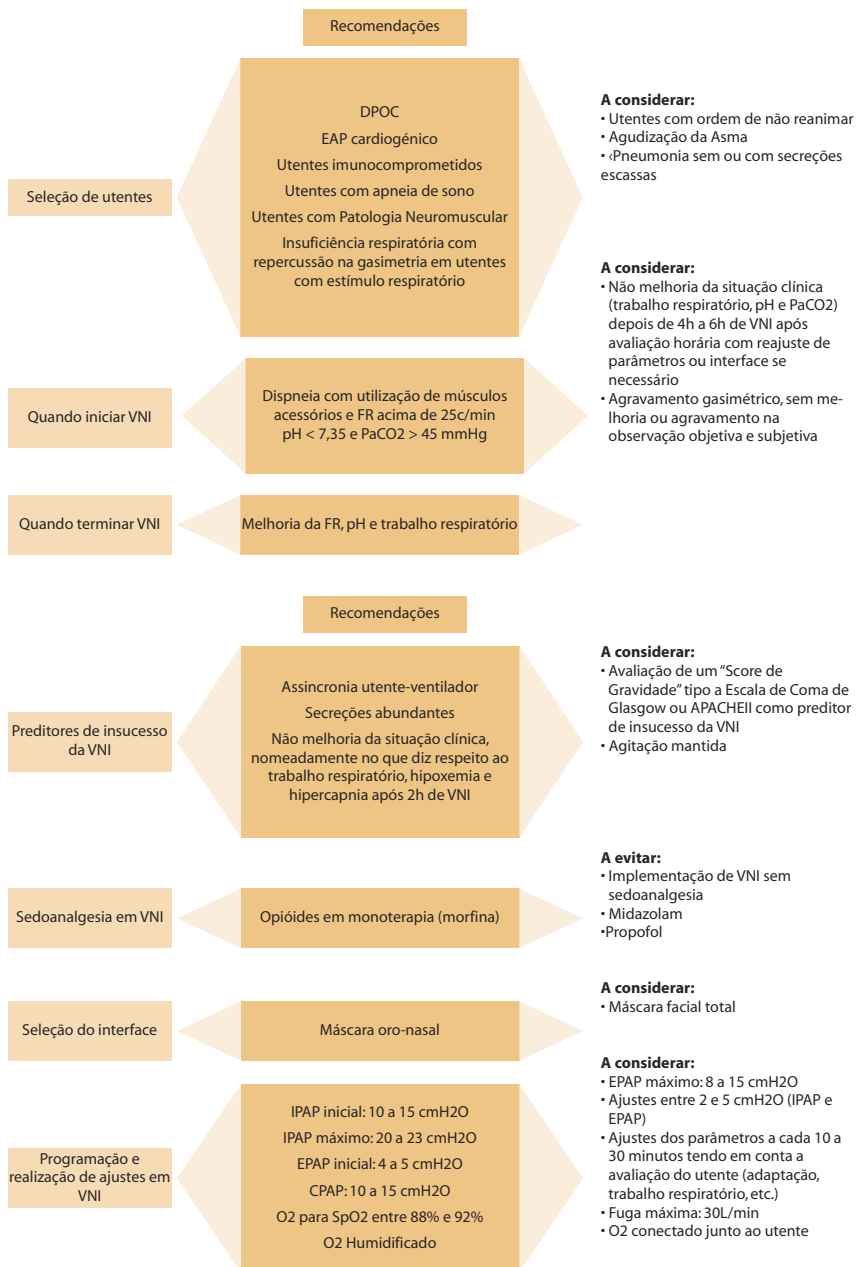 Recomendações
Seleção de utentes
DPOC
EAP cardiogénico
Utentes imunocomprometidos
Utentes com apneia de sono
Utentes com Patologia Neuromuscular
Insuficiência respiratória com
repercussão na gasimetria em utentes
com estímulo respiratório
A considerar:
• Utentes com ordem de não reanimar
• Agudização da Asma
• ‹Pneumonia sem ou com secreções
escassas
Quando iniciar VNI
Dispneia com utilização de músculos
acessórios e FR acima de 25c/min
pH < 7,35 e PaCO2 > 45 mmHg
A considerar:
• Não melhoria da situação clínica
(trabalho respiratório, pH e PaCO2)
depois de 4h a 6h de VNI após
avaliação horária com reajuste de
parâmetros ou interface se
necessário
• Agravamento gasimétrico, sem me-
lhoria ou agravamento na
observação objetiva e subjetiva
Quando terminar VNI
Melhoria da FR, pH e trabalho respiratório
Recomendações
Preditores de insucesso
da VNI
Assincronia utente-ventilador
Secreções abundantes
Não melhoria da situação clínica,
nomeadamente no que diz respeito ao
trabalho respiratório, hipoxemia e
hipercapnia após 2h de VNI
A considerar:
• Avaliação de um “Score de
Gravidade” tipo a Escala de Coma de
Glasgow ou APACHEII como preditor
de insucesso da VNI
• Agitação mantida
Sedoanalgesia em VNI
Opióides em monoterapia (morfina)
A evitar:
• Implementação de VNI sem
sedoanalgesia
• Midazolam
•Propofol
Seleção do interface
Máscara oro-nasal
A considerar:
• Máscara facial total
Programação e
realização de ajustes em
VNI
IPAP inicial: 10 a 15 cmH2O
IPAP máximo: 20 a 23 cmH2O
EPAP inicial: 4 a 5 cmH2O
CPAP: 10 a 15 cmH2O
O2 para SpO2 entre 88% e 92%
O2 Humidificado
A considerar:
• EPAP máximo: 8 a 15 cmH2O
• Ajustes entre 2 e 5 cmH2O (IPAP e
EPAP)
• Ajustes dos parâmetros a cada 10 a
30 minutos tendo em conta a
avaliação do utente (adaptação,
trabalho respiratório, etc.)
• Fuga máxima: 30L/min
• O2 conectado junto ao utente